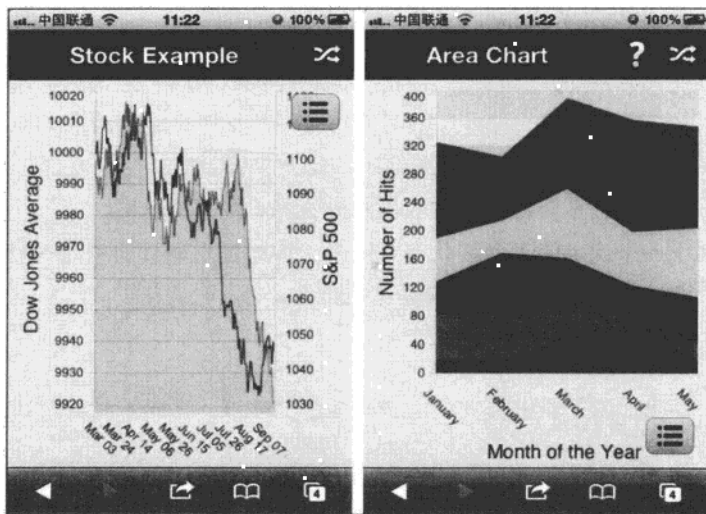 中国联通 11:22 100%
Stock Example
10020
10010
10000
9990
9980
9970
9960
9950
9940
9930
9920
Dow Jones Average
1100
1090
1080
1070
1060
1050
1040
1030
S&P 500
Mar 03
Mar 24
Apr 14
May 06
May 26
Jun 15
Jul 05
Jul 26
Aug 17
Sep 07
4
中国联通 11:22 100%
Area Chart ?
400
360
320
280
240
200
160
120
80
40
0
Number of Hits
January
February
March
April
May
Month of the Year
4